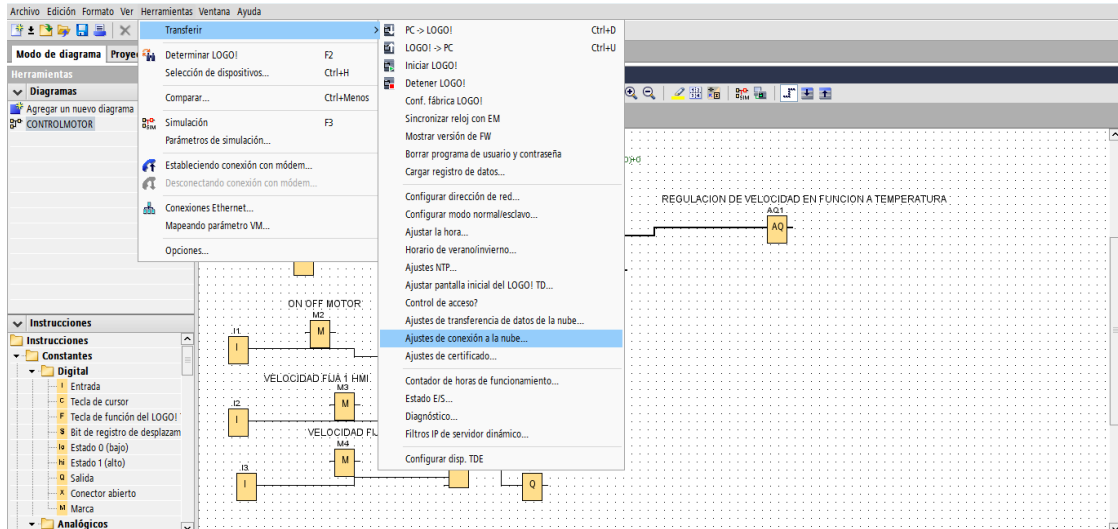 Archivo Edición Formato Ver Herramientas Ventana Ayuda
Modo de diagrama
Herramientas
Diagramas
Agregar un nuevo diagrama
CONTROLMOTOR
Transferir
Determinar LOGO! F2
Selección de dispositivos... Ctrl+H
Comparar... Ctrl+Menos
Simulación F3
Parámetros de simulación...
Estableciendo conexión con módem...
Desconectando conexión con módem...
Conexiones Ethernet...
Mapeando parámetro VM...
Opciones...
PC -> LOGO! Ctrl+D
LOGO! -> PC Ctrl+U
Iniciar LOGO!
Detener LOGO!
Conf. fábrica LOGO!
Sincronizar reloj con EM
Mostrar versión de FW
Borrar programa de usuario y contraseña
Cargar registro de datos...
Configurar dirección de red...
Configurar modo normal/esclavo...
Ajustar la hora...
Horario de verano/invierno...
Ajustes NTP...
Ajustar pantalla inicial del LOGO! TD...
Control de acceso?
Ajustes de transferencia de datos de la nube...
Ajustes de conexión a la nube...
Ajustes de certificado...
Contador de horas de funcionamiento...
Estado E/S...
Diagnóstico...
Filtros IP de servidor dinámico...
Configurar disp. TDE
REGULACION DE VELOCIDAD EN FUNCION A TEMPERATURA
AQ1
AQ
ON OFF MOTOR
M2
M
I1
I
VELOCIDAD FIJA 1 HMI
M3
M
I2
I
VELOCIDAD
M4
M
I3
I
Q
Instrucciones
Instrucciones
Constantes
Digital
I Entrada
C Tecla de cursor
F Tecla de función del LOGO!
S Bit de registro de desplazam
lo Estado 0 (bajo)
hi Estado 1 (alto)
Q Salida
X Conector abierto
M Marca
Analógicos